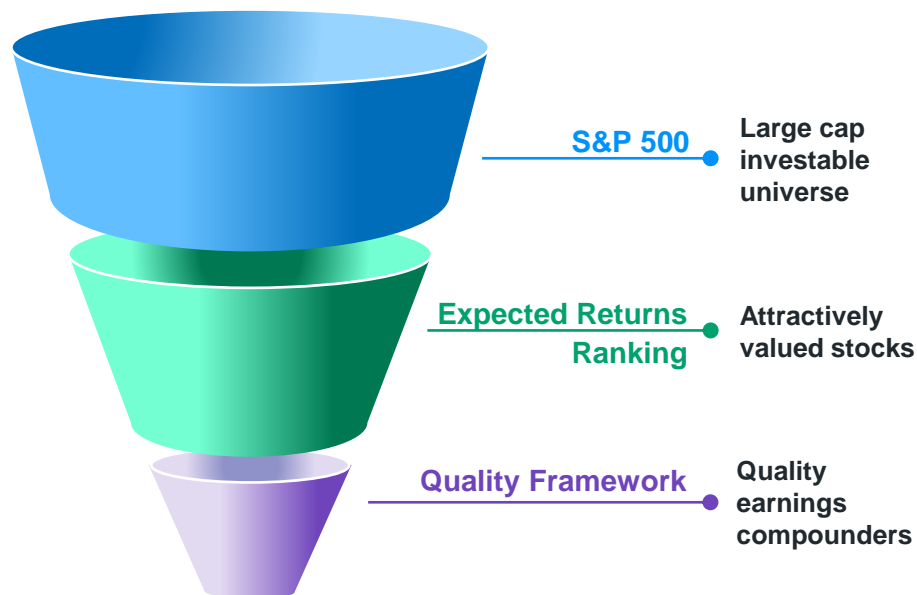 S&P 500
Large cap
investable
universe
Expected Returns
Ranking
Attractively
valued stocks
Quality Framework
Quality
earnings
compounders